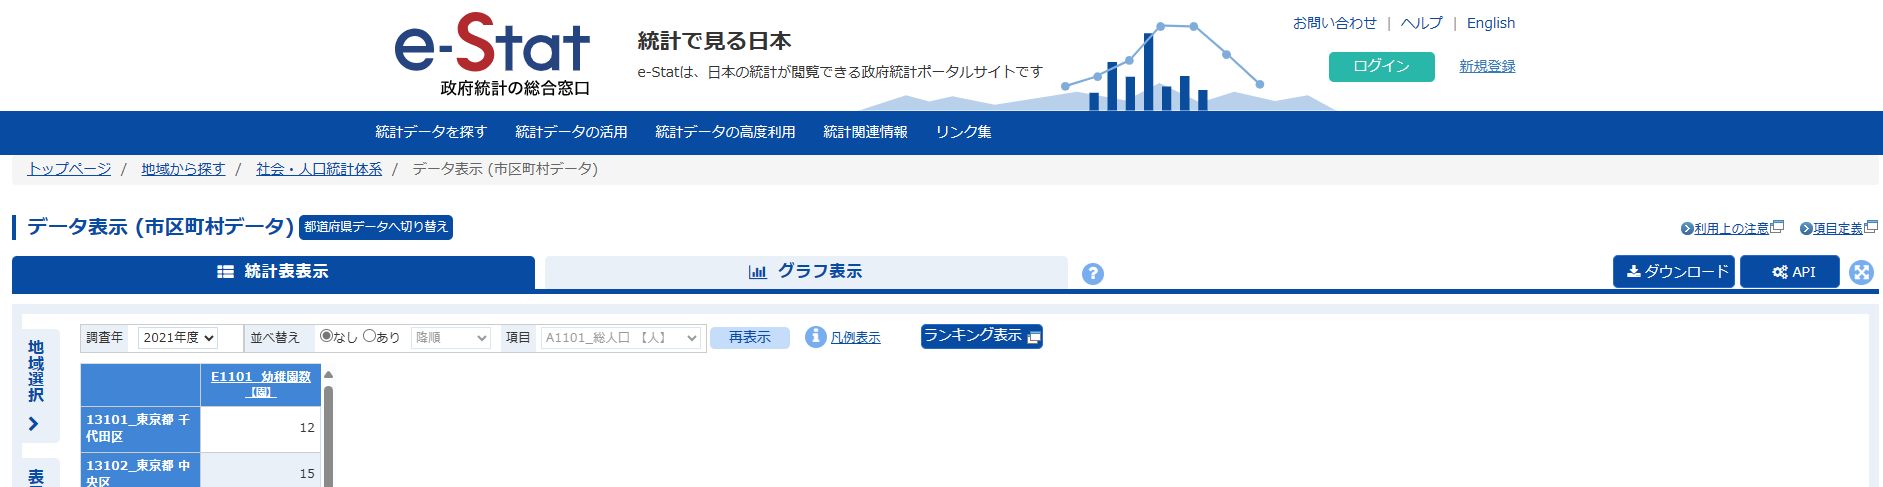 e-Stat
政府統計の総合窓口
統計で見る日本
e-Statは、日本の統計が閲覧できる政府統計ポータルサイトです
お問い合わせ | ヘルプ | English
ログイン
新規登録
統計データを探す 統計データの活用 統計データの高度利用 統計関連情報 リンク集
トップページ / 地域から探す / 社会・人口統計体系 / データ表示 (市区町村データ)
データ表示 (市区町村データ) 都道府県データへ切り替え
利用上の注意 項目定義
統計表表示 グラフ表示 ?
ダウンロード API
地域選択
調査年 2021年度 並べ替え なし あり 降順 項目 A1101_総人口 【人】 再表示 凡例表示 ランキング表示
E1101_幼稚園数
【園】
13101_東京都 千
代田区
12
13102_東京都 中
央区
15
表